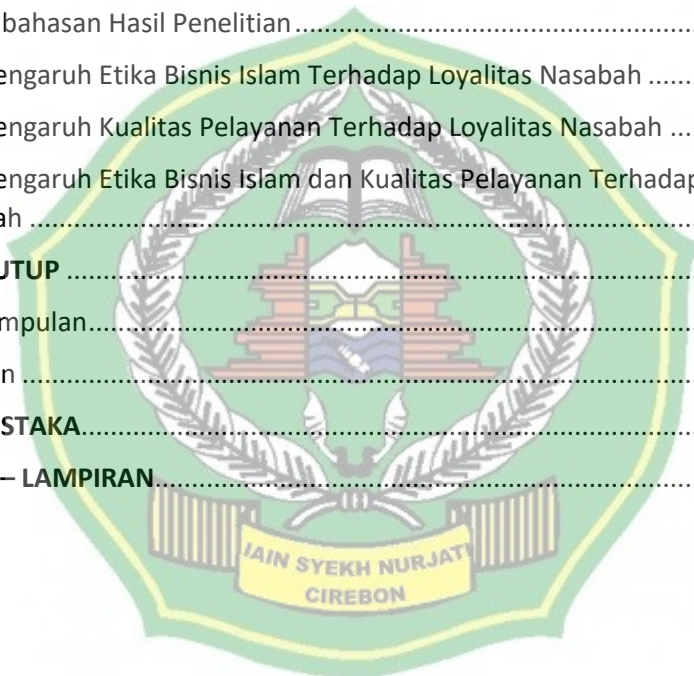 bahasan Hasil Penelitian....................................................
engaruh Etika Bisnis Islam Terhadap Loyalitas Nasabah ......
engaruh Kualitas Pelayanan Terhadap Loyalitas Nasabah ...
engaruh Etika Bisnis Islam dan Kualitas Pelayanan Terhadap
ah ....................................................................................
UTUP ................................................................................
mpulan.............................................................................
n ......................................................................................
STAKA..............................................................................
– LAMPIRAN.....................................................................
IAIN SYEKH NURJATI
CIREBON